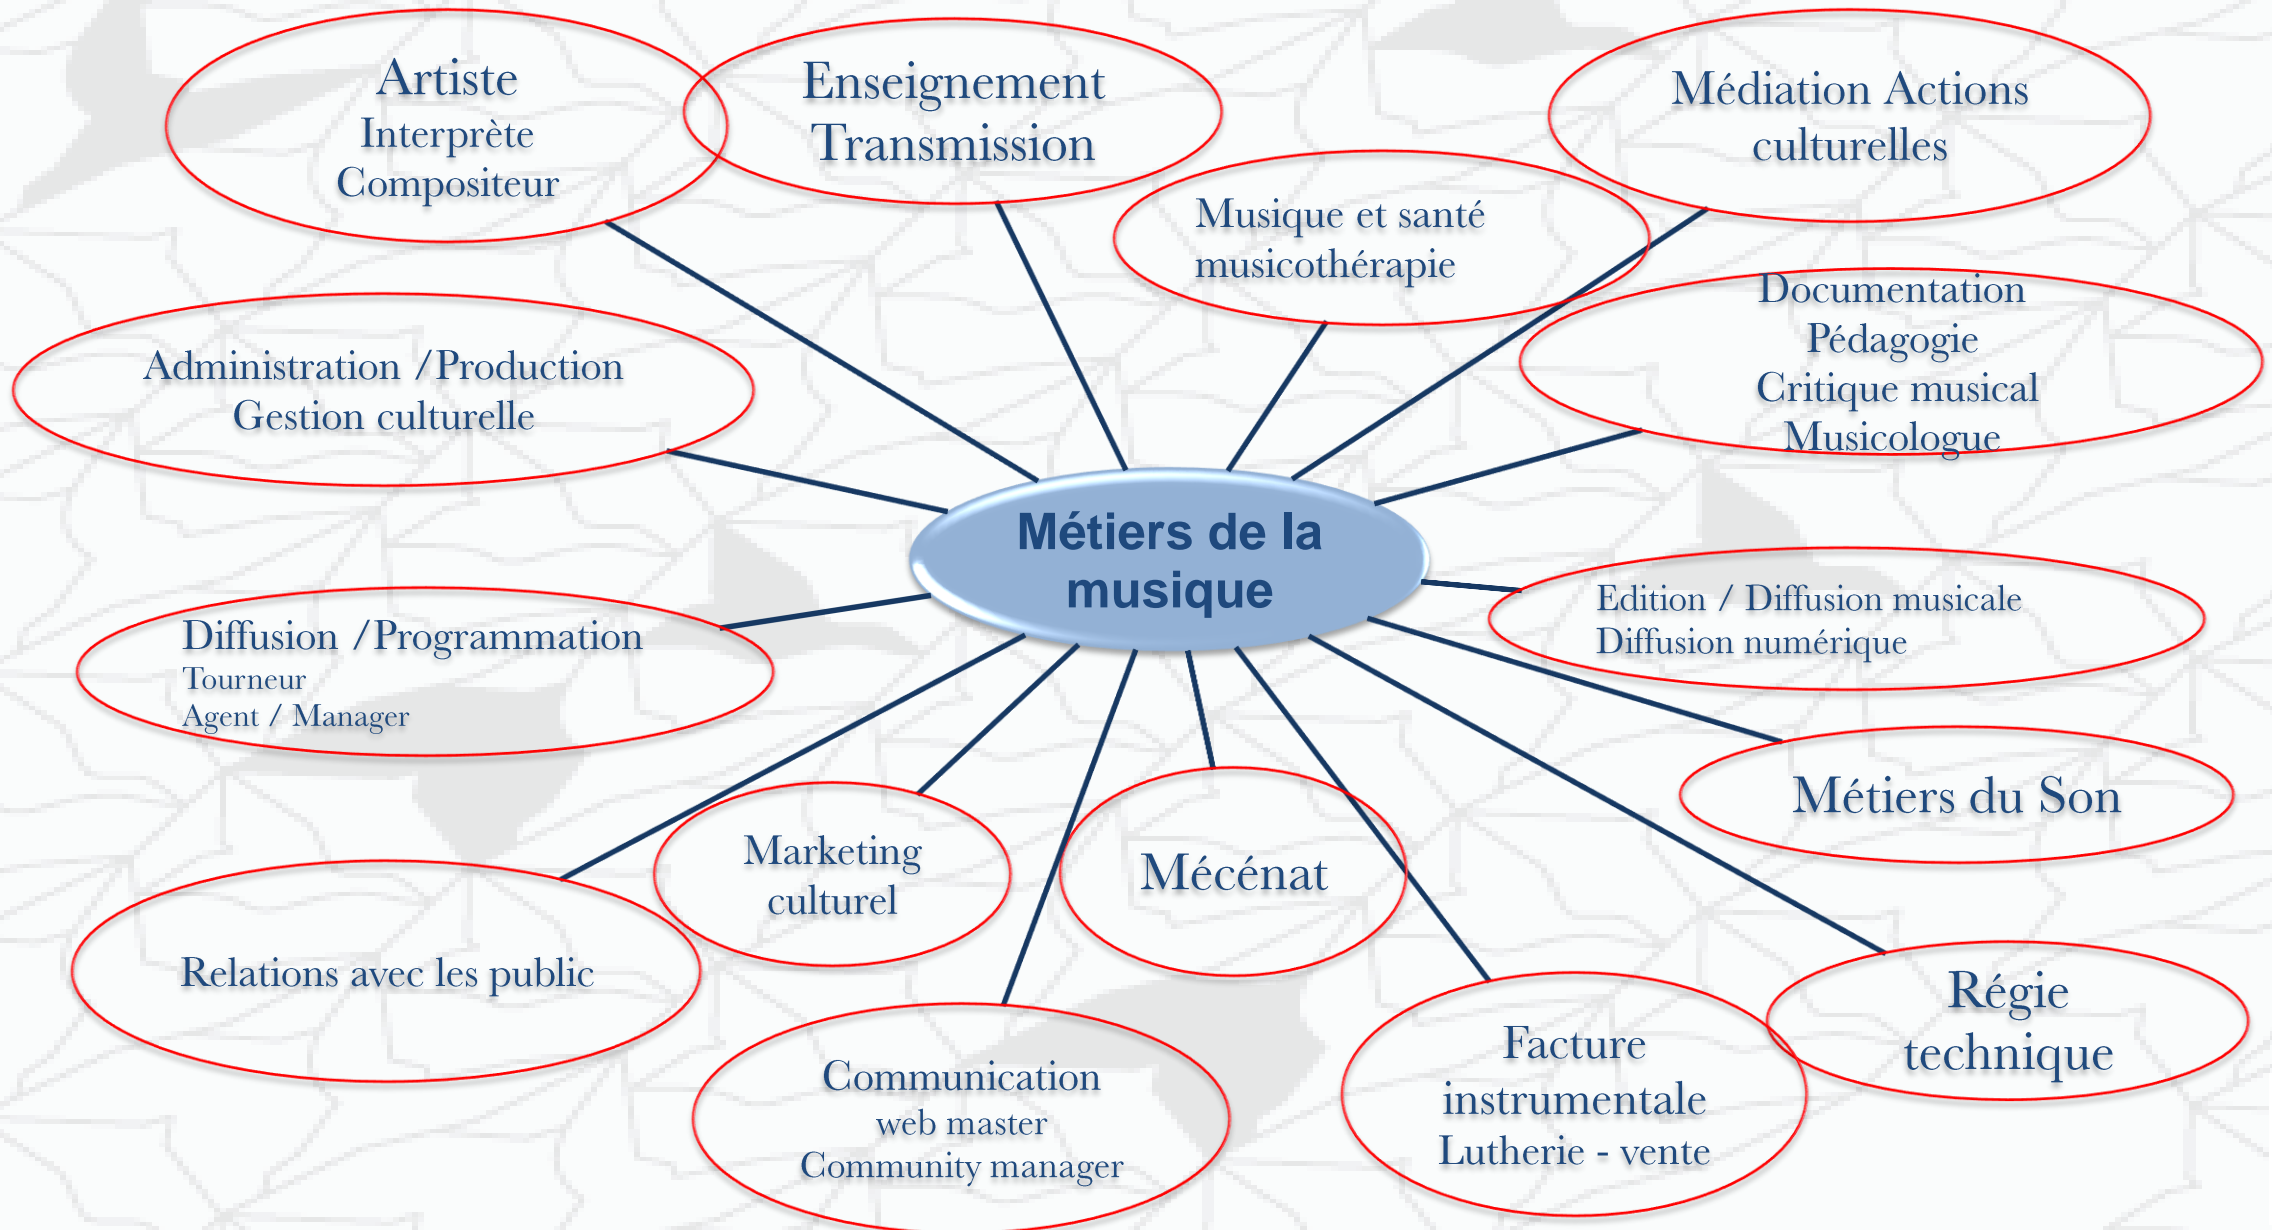 Artiste
Interprète
Compositeur
Enseignement
Transmission
Médiation Actions
culturelles
Musique et santé
musicothérapie
Documentation
Pédagogie
Critique musical
Musicologue
Administration /Production
Gestion culturelle
Métiers de la
musique
Edition / Diffusion musicale
Diffusion numérique
Diffusion /Programmation
Tourneur
Agent / Manager
Métiers du Son
Marketing
culturel
Mécénat
Relations avec les public
Régie
technique
Facture
instrumentale
Lutherie - vente
Communication
web master
Community manager